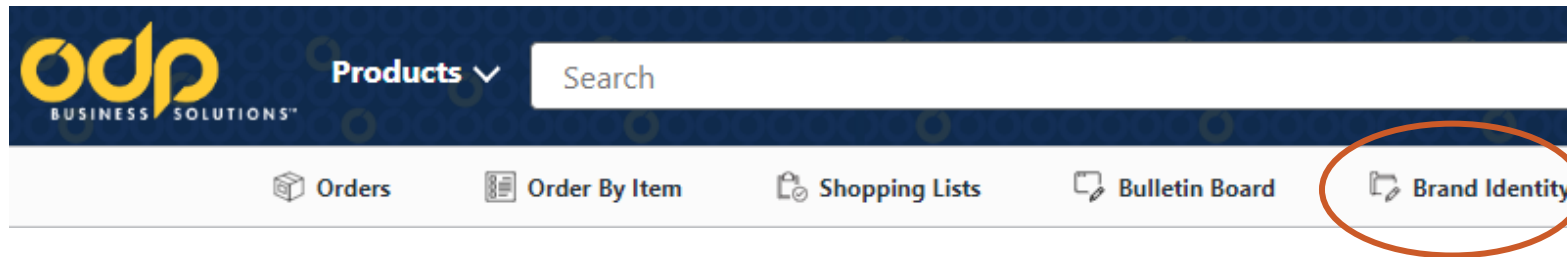 odp
BUSINESS SOLUTIONS™
Products
Search
Orders
Order By Item
Shopping Lists
Bulletin Board
Brand Identity